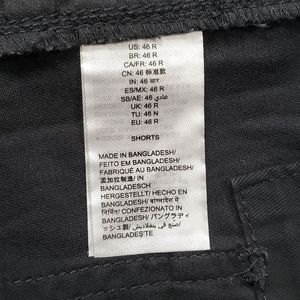 US: 46 R
BR: 46 R
CA/FR: 46 R
CN: 46 标准款
IN: 46 आर
ES/MX: 46 R
SB/AE: 46 عادي
UK: 46 R
TU: 46 N
EU: 46 R
SHORTS
MADE IN BANGLADESH/
FEITO EM BANGLADESH/
FABRIQUÉ AU BANGLADESH/
孟加拉制造/IN
BANGLADESCH
HERGESTELLT/ HECHO EN
BANGLADESH/ बांग्लादेश में
निर्मित/ CONFEZIONATO IN
BANGLADESH/ バングラディ
ッシュ製/ صنع في بنغلاديش/
BANGLADEŞ'TE